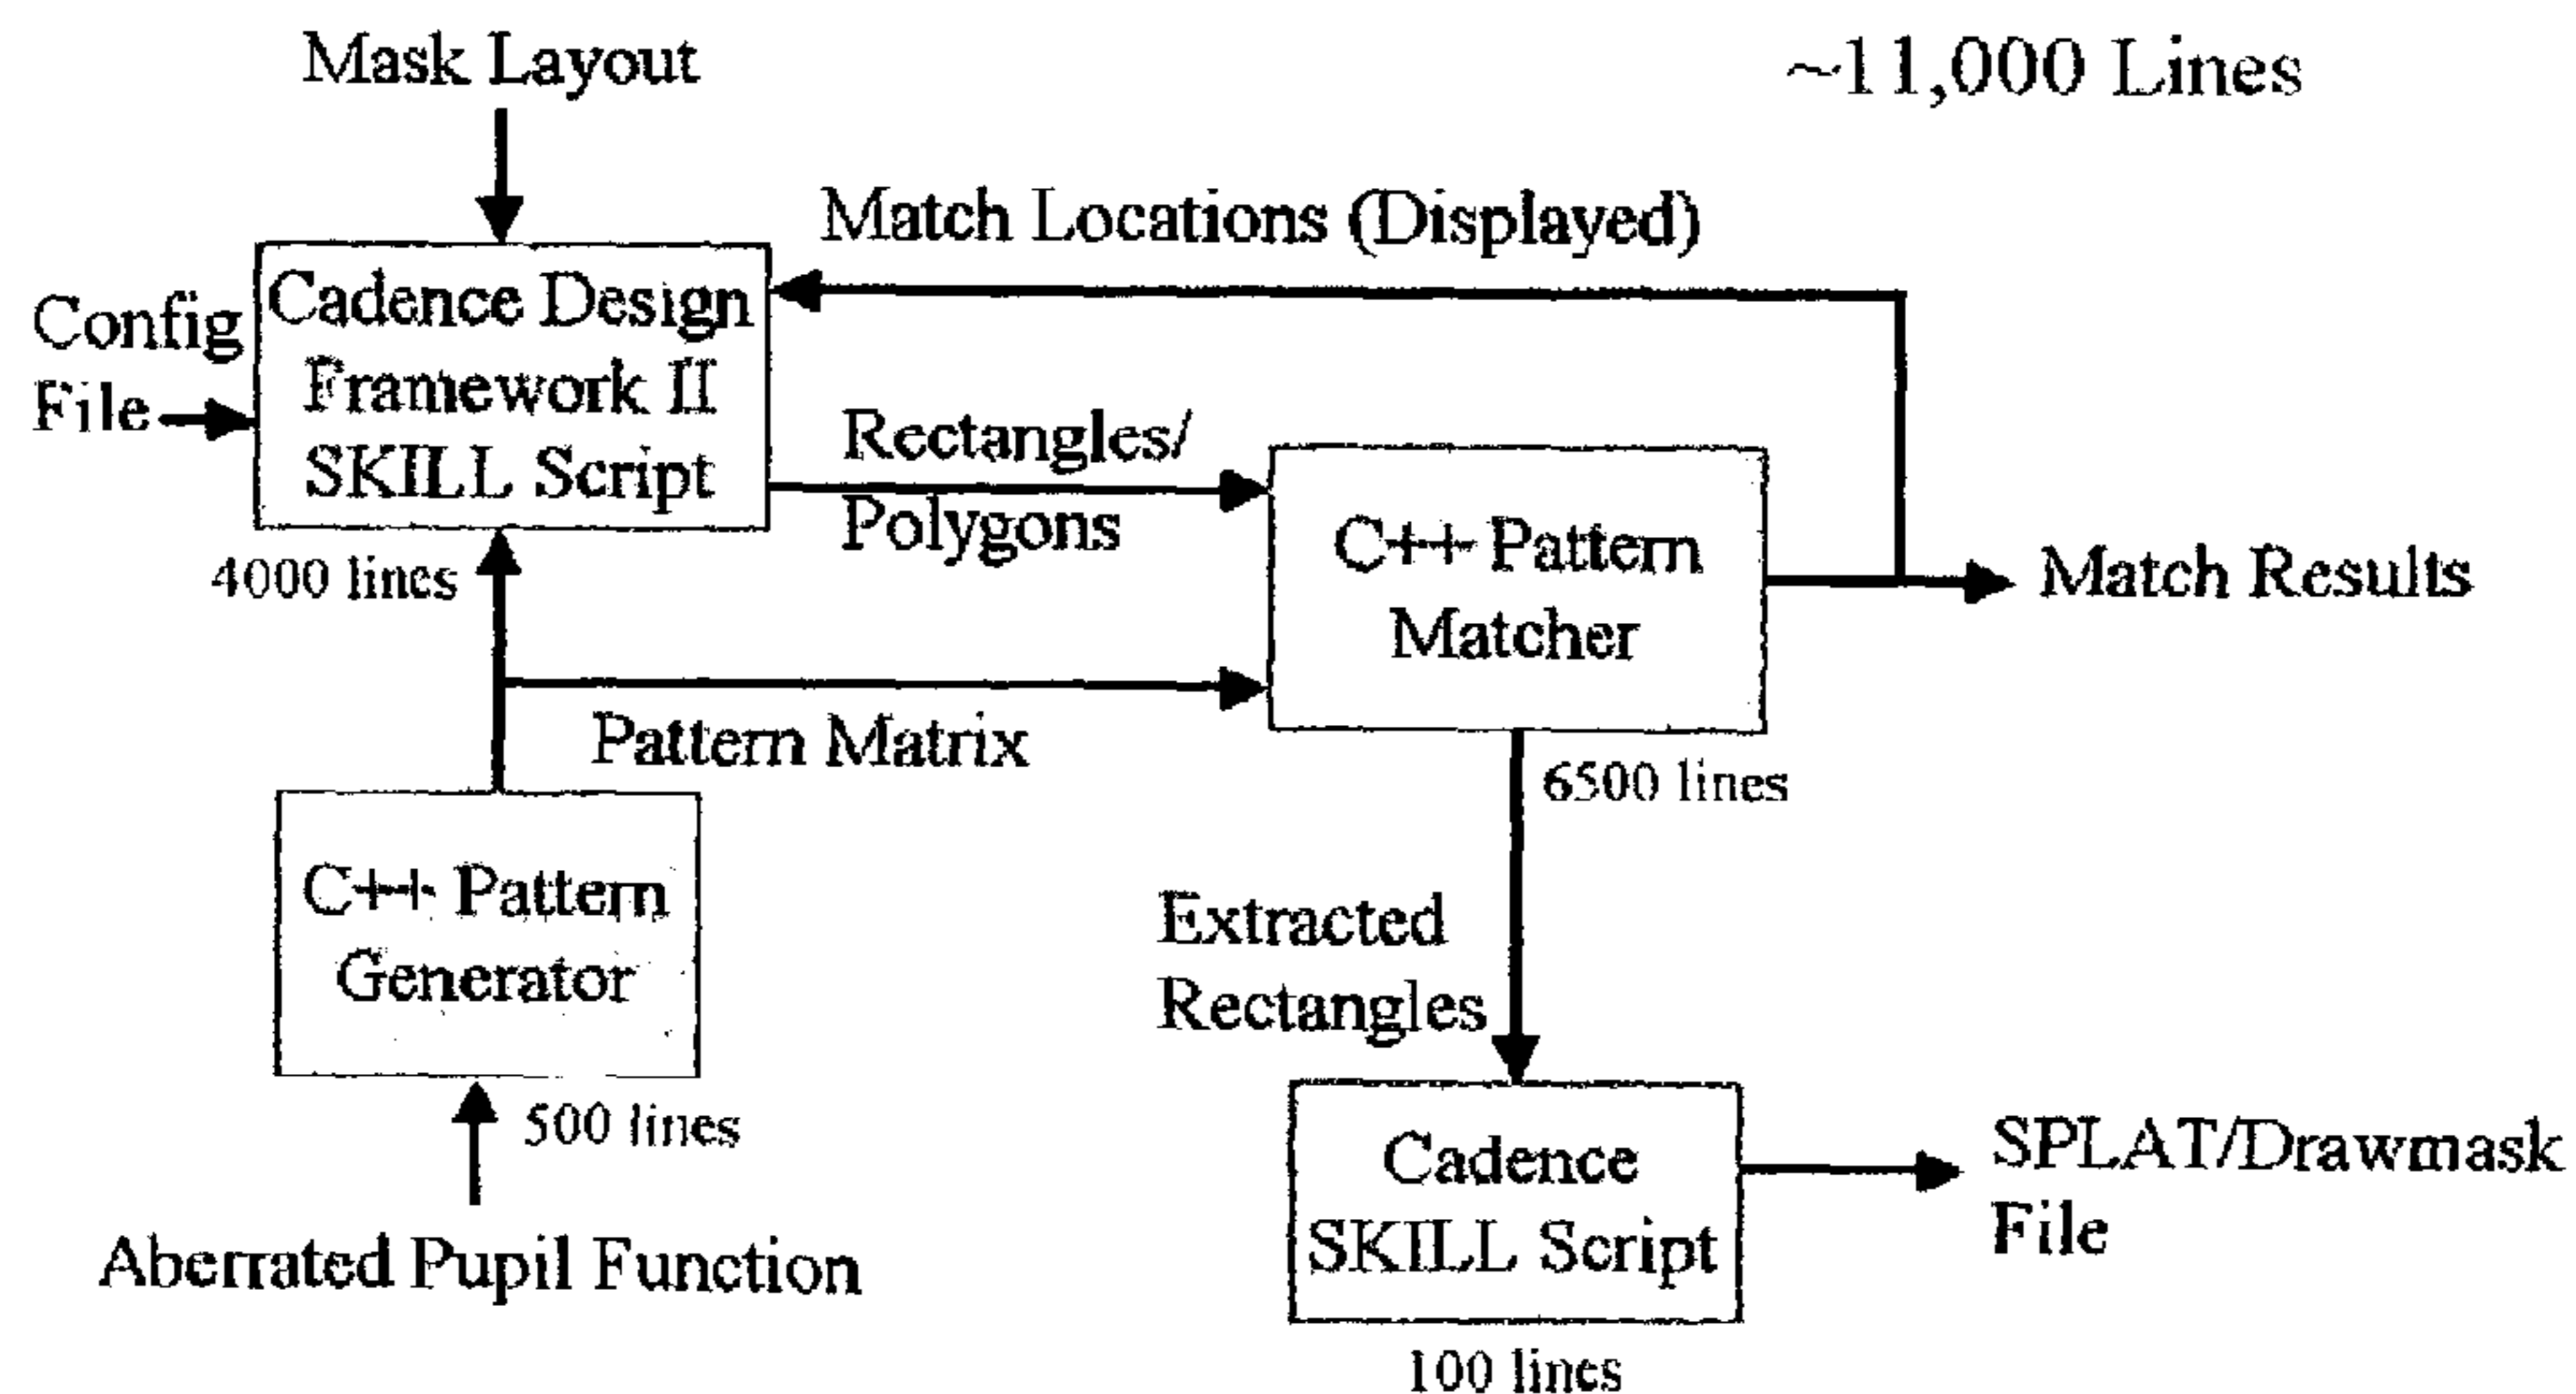 Mask Layout
~11,000 Lines
Match Locations (Displayed)
Config
File
Cadence Design
Framework II
SKILL Script
4000 lines
Rectangles/
Polygons
C++ Pattern
Matcher
Match Results
6500 lines
Pattern Matrix
C++ Pattern
Generator
500 lines
Aberrated Pupil Function
Extracted
Rectangles
Cadence
SKILL Script
100 lines
SPLAT/Drawmask
File